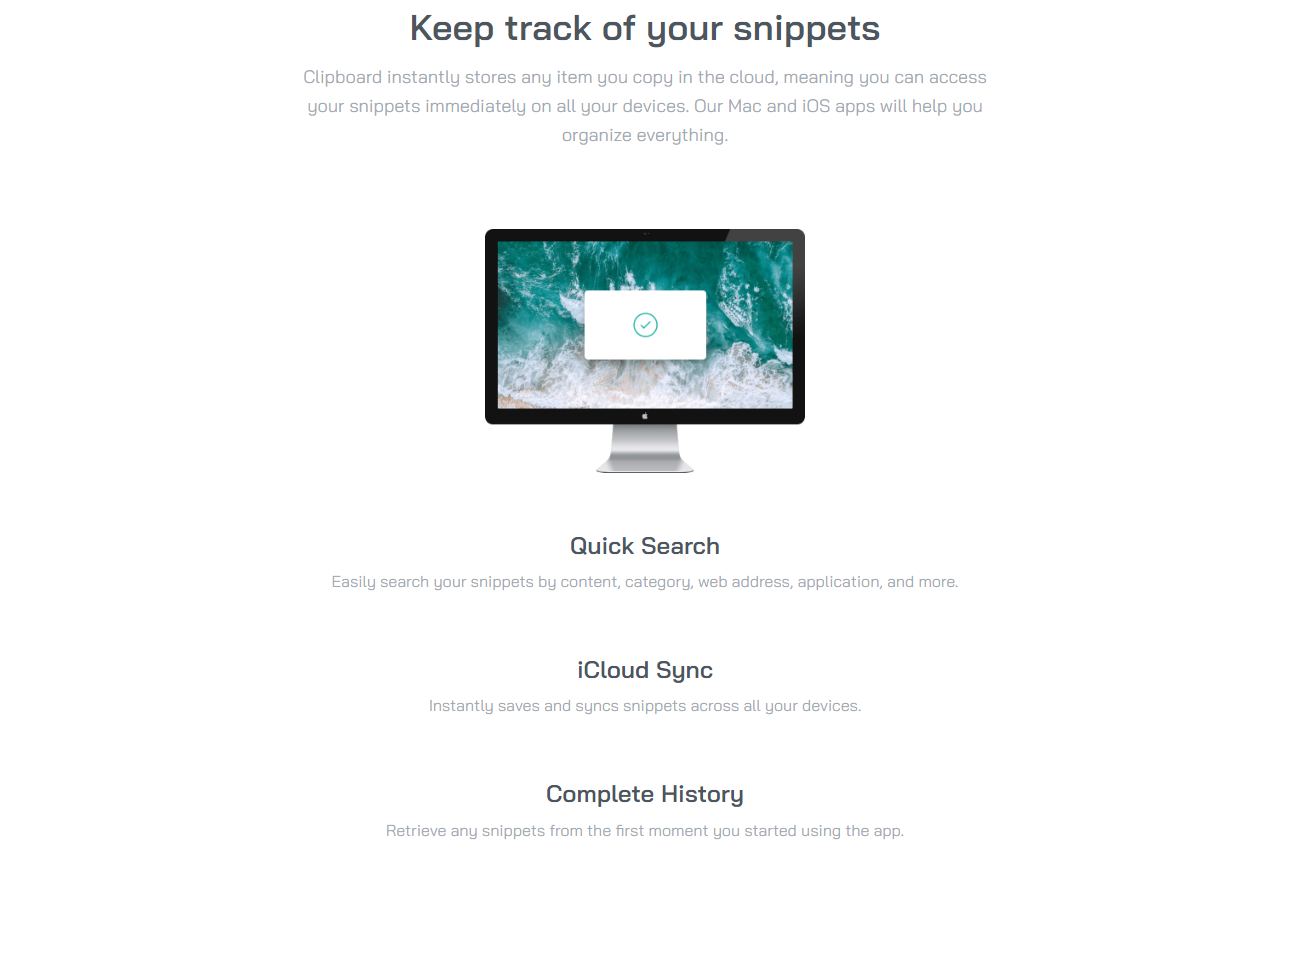 Keep track of your snippets
Clipboard instantly stores any item you copy in the cloud, meaning you can access
your snippets immediately on all your devices. Our Mac and iOS apps will help you
organize everything.
Quick Search
Easily search your snippets by content, category, web address, application, and more.
iCloud Sync
Instantly saves and syncs snippets across all your devices.
Complete History
Retrieve any snippets from the first moment you started using the app.